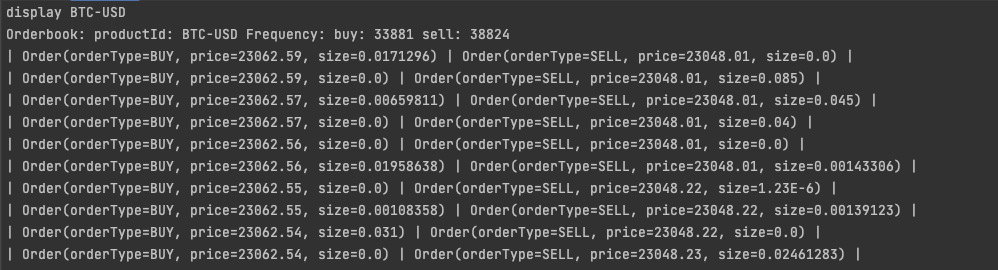 display BTC-USD
Orderbook: productId: BTC-USD Frequency: buy: 33881 sell: 38824
| Order(orderType=BUY, price=23062.59, size=0.0171296) | Order(orderType=SELL, price=23048.01, size=0.0) |
| Order(orderType=BUY, price=23062.59, size=0.0) | Order(orderType=SELL, price=23048.01, size=0.085) |
| Order(orderType=BUY, price=23062.57, size=0.00659811) | Order(orderType=SELL, price=23048.01, size=0.045) |
| Order(orderType=BUY, price=23062.57, size=0.0) | Order(orderType=SELL, price=23048.01, size=0.04) |
| Order(orderType=BUY, price=23062.56, size=0.0) | Order(orderType=SELL, price=23048.01, size=0.0) |
| Order(orderType=BUY, price=23062.56, size=0.01958638) | Order(orderType=SELL, price=23048.01, size=0.00143306) |
| Order(orderType=BUY, price=23062.55, size=0.0) | Order(orderType=SELL, price=23048.22, size=1.23E-6) |
| Order(orderType=BUY, price=23062.55, size=0.00108358) | Order(orderType=SELL, price=23048.22, size=0.00139123) |
| Order(orderType=BUY, price=23062.54, size=0.031) | Order(orderType=SELL, price=23048.22, size=0.0) |
| Order(orderType=BUY, price=23062.54, size=0.0) | Order(orderType=SELL, price=23048.23, size=0.02461283) |